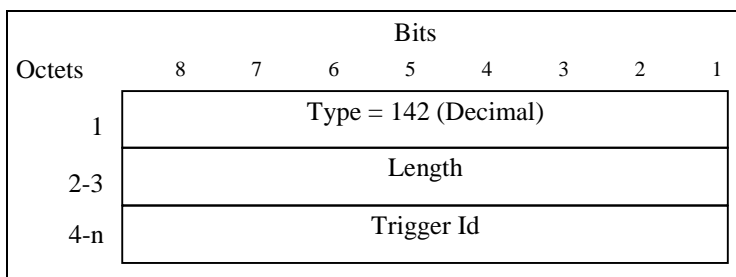 Bits
Octets 8 7 6 5 4 3 2 1
1 Type = 142 (Decimal)
2-3 Length
4-n Trigger Id